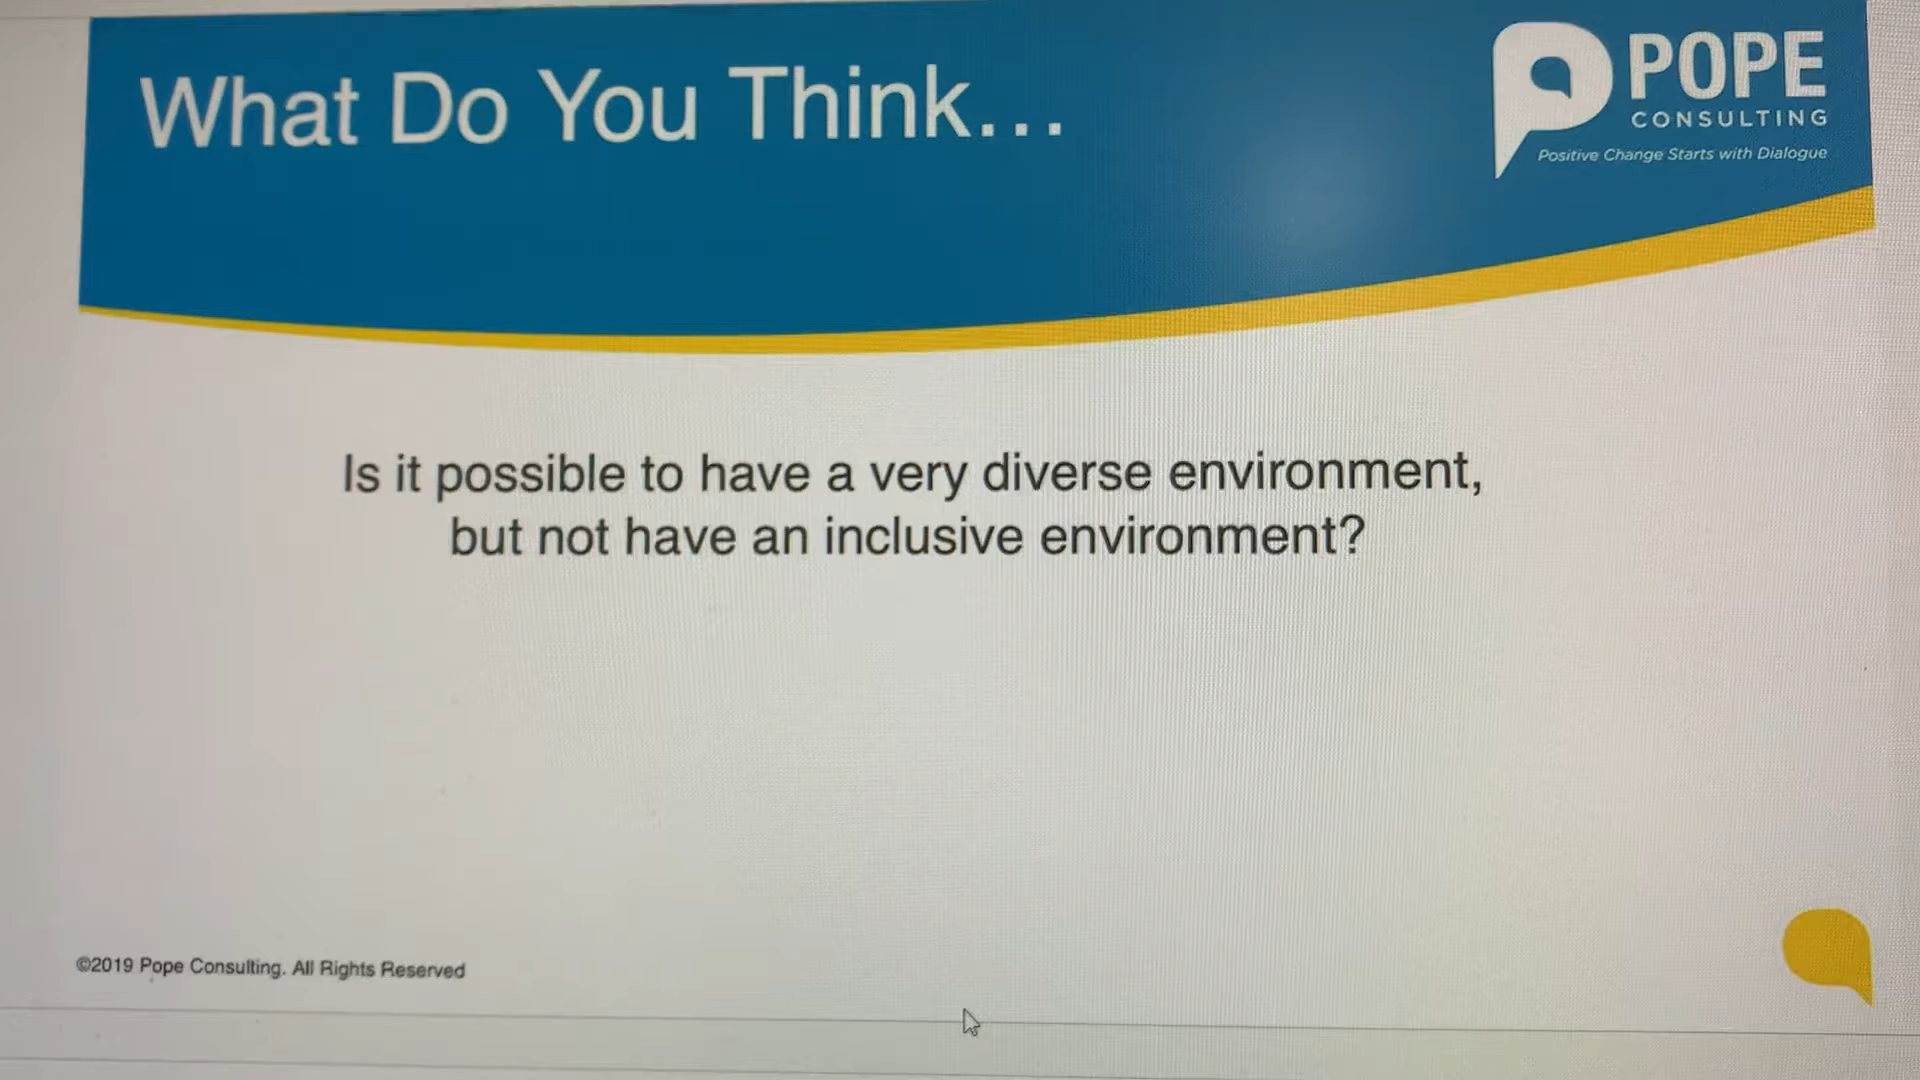 What Do You Think...
POPE
CONSULTING
Positive Change Starts with Dialogue
Is it possible to have a very diverse environment,
but not have an inclusive environment?
©2019 Pope Consulting. All Rights Reserved